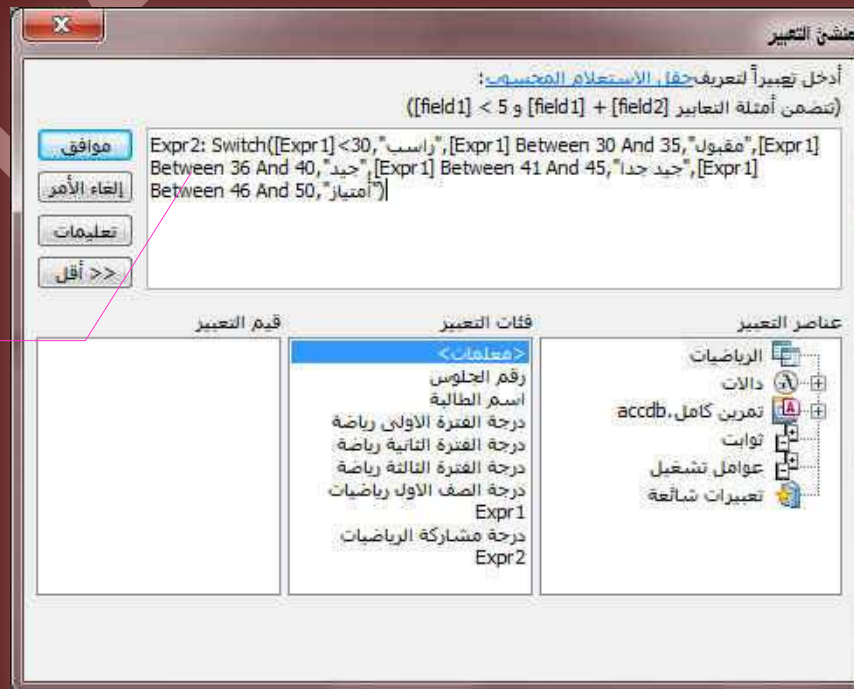 منشئ التعبير
أدخل تعبيراً لتعريف حقل الاستعلام المحسوب:
(تتضمن أمثلة التعابير [field1] + [field2] و [field1] < 5)
Expr2: Switch([Expr1]<30,"راسب",[Expr1] Between 30 And 35,"مقبول",[Expr1]
Between 36 And 40,"جيد",[Expr1] Between 41 And 45,"جيد جدا",[Expr1]
Between 46 And 50,"أمتياز")
موافق
إلغاء الأمر
تعليمات
<< أقل
عناصر التعبير
الرياضيات
دالات
تمرين كامل.accdb
ثوابت
عوامل تشغيل
تعبيرات شائعة
فئات التعبير
<معلمات>
رقم الجلوس
اسم الطالبة
درجة الفترة الاولى رياضة
درجة الفترة الثانية رياضة
درجة الفترة الثالثة رياضة
درجة الصف الاول رياضيات
Expr1
درجة مشاركة الرياضيات
Expr2
قيم التعبير